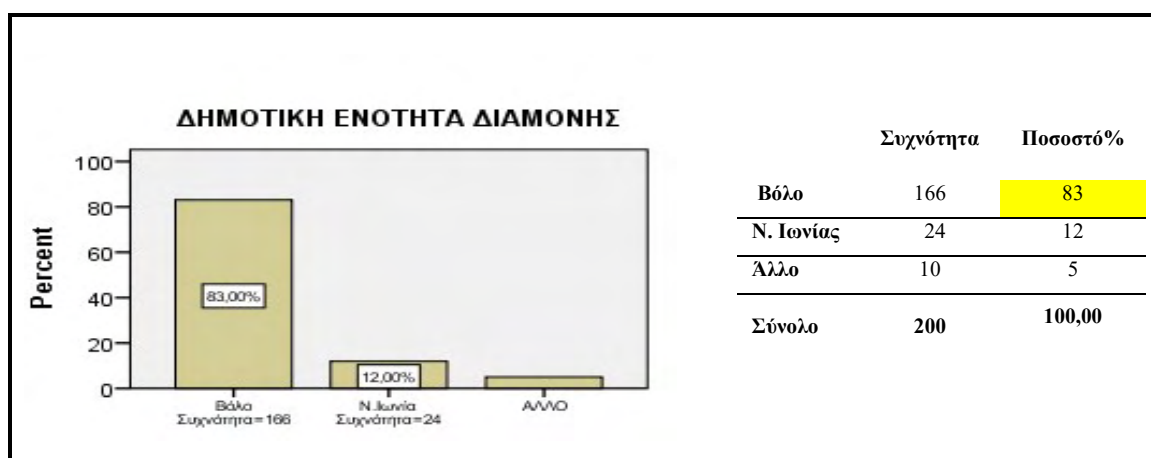 ΔΗΜΟΤΙΚΗ ΕΝΟΤΗΤΑ ΔΙΑΜΟΝΗΣ
Percent
100
80
60
40
20
0
83,00%
12,00%
Βόλο Ν.Ιωνία ΑΛΛΟ
Συχνότητα=166 Συχνότητα=24
Συχνότητα Ποσοστό%
Βόλο 166 83
Ν. Ιωνίας 24 12
Άλλο 10 5
Σύνολο 200 100,00